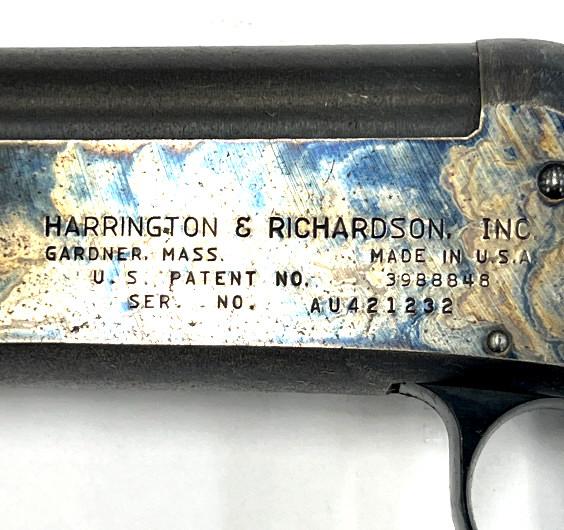 HARRINGTON & RICHARDSON, INC.
GARDNER, MASS. MADE IN U.S.A.
U.S. PATENT NO. 3988848
SER. NO. AU421232